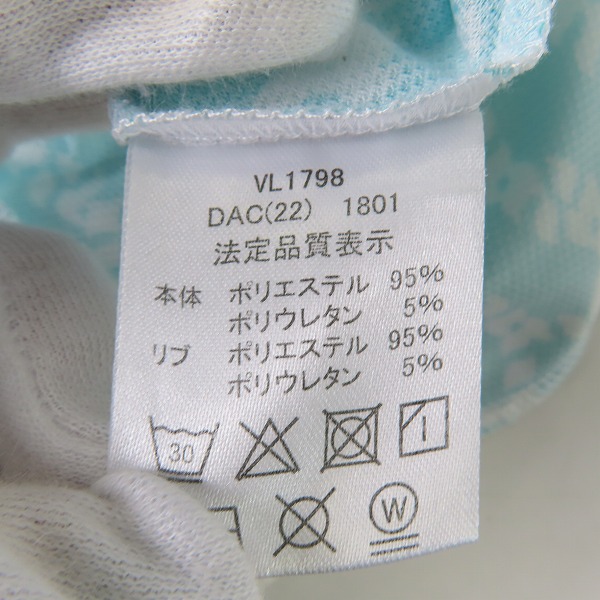 VL1798
DAC(22) 1801
法定品質表示
本体 ポリエステル 95%
ポリウレタン 5%
リブ ポリエステル 95%
ポリウレタン 5%
30
W